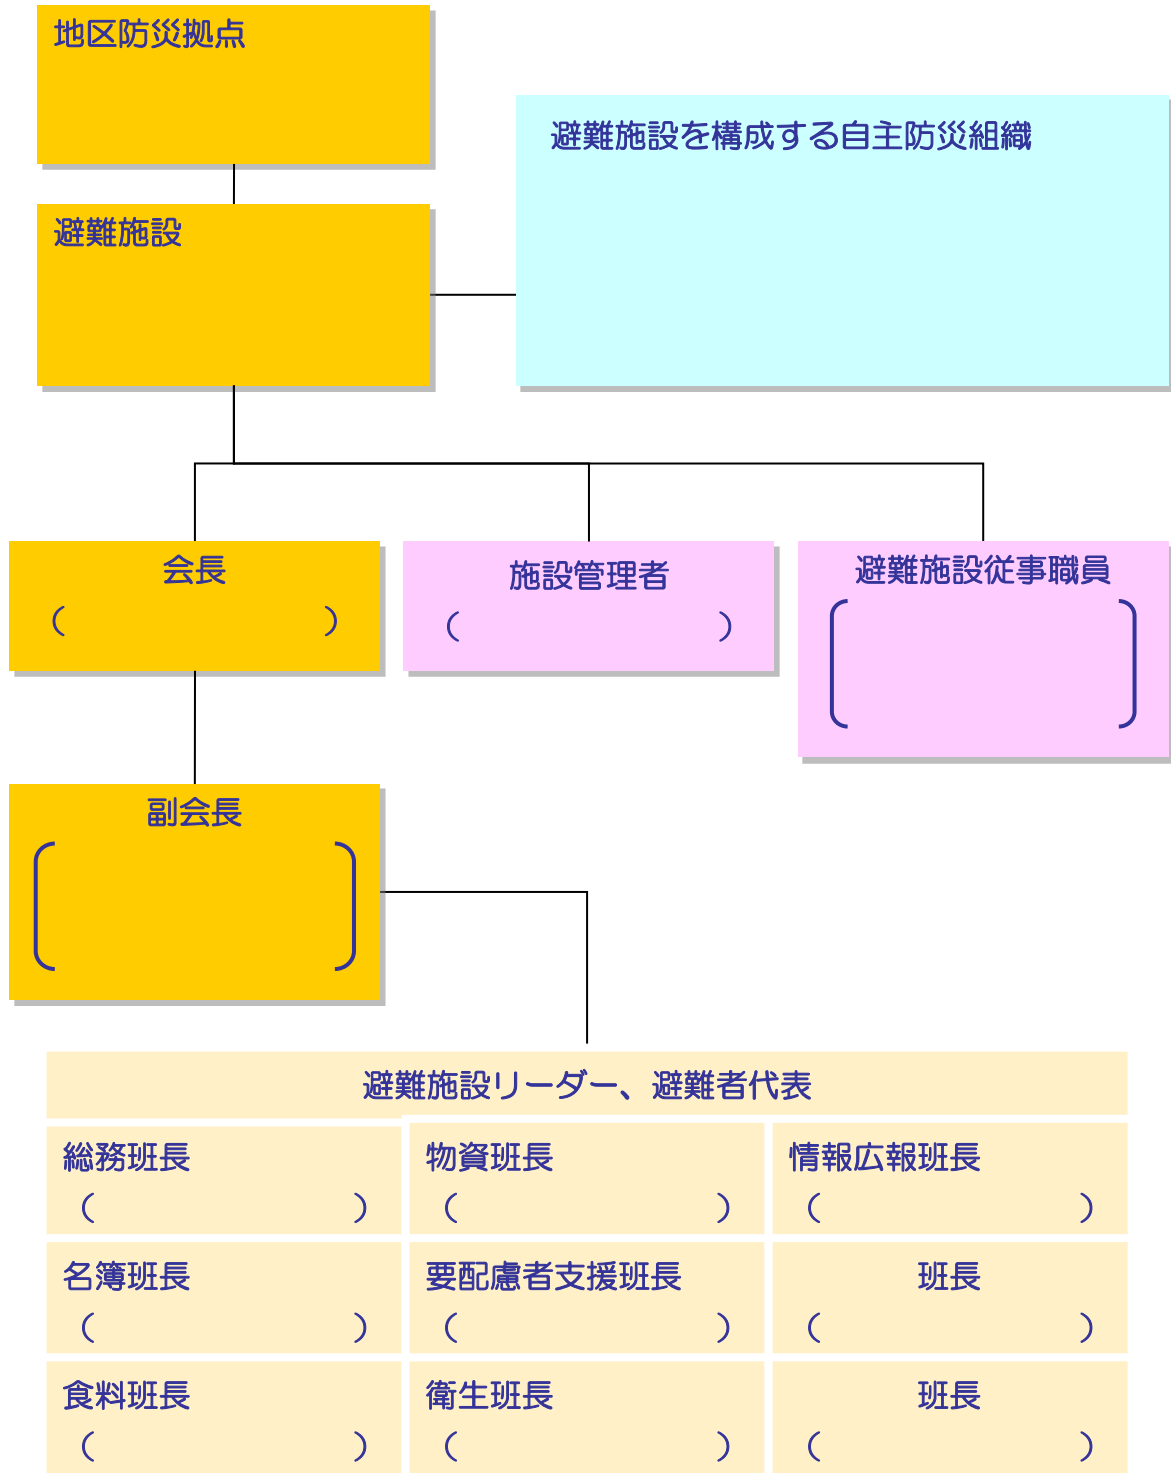 地区防災拠点
避難施設を構成する自主防災組織
避難施設
会長
(　　　　　　　　)
施設管理者
(　　　　　　　　)
避難施設従事職員
副会長
避難施設リーダー、避難者代表
総務班長
(　　　　　　　　)
物資班長
(　　　　　　　　)
情報広報班長
(　　　　　　　　)
名簿班長
(　　　　　　　　)
要配慮者支援班長
(　　　　　　　　)
班長
(　　　　　　　　)
食料班長
(　　　　　　　　)
衛生班長
(　　　　　　　　)
班長
(　　　　　　　　)